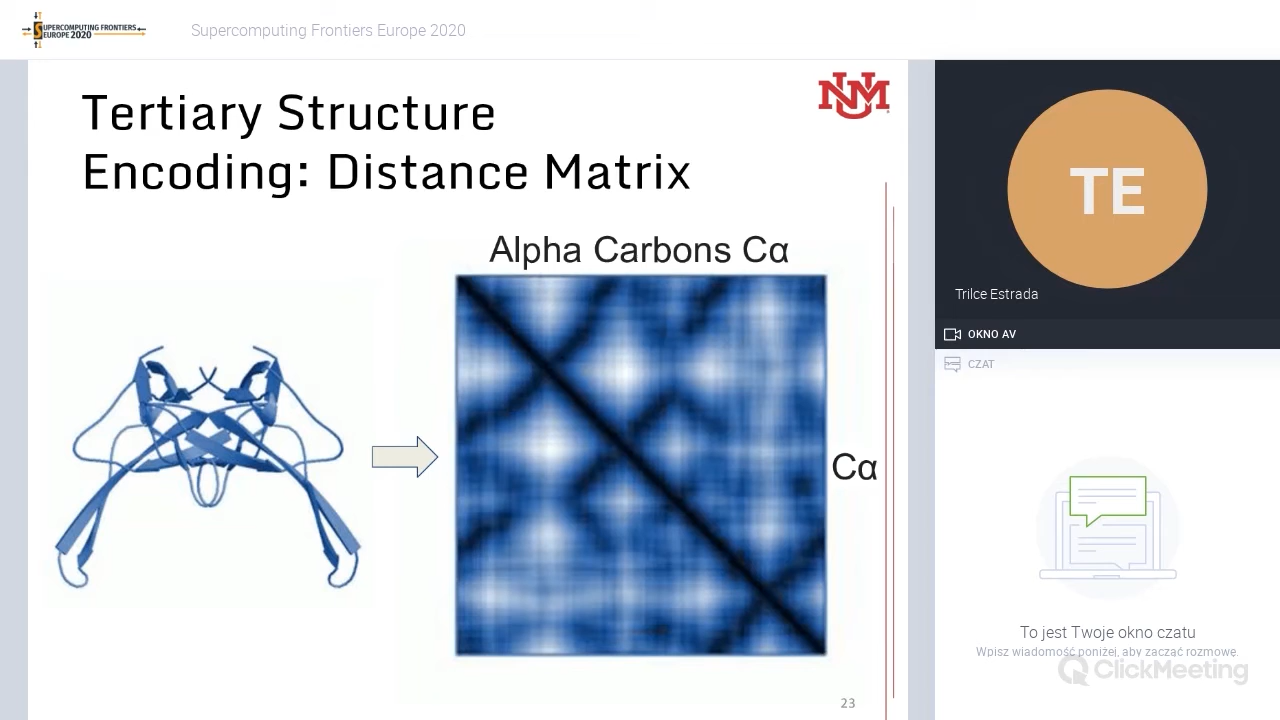 SUPERCOMPUTING FRONTIERS
EUROPE 2020
Supercomputing Frontiers Europe 2020
Tertiary Structure
Encoding: Distance Matrix
UNM
Alpha Carbons Cα
Cα
23
TE
Trilce Estrada
OKNO AV
CZAT
To jest Twoje okno czatu
Wpisz wiadomość poniżej, aby zacząć rozmowę.
ClickMeeting